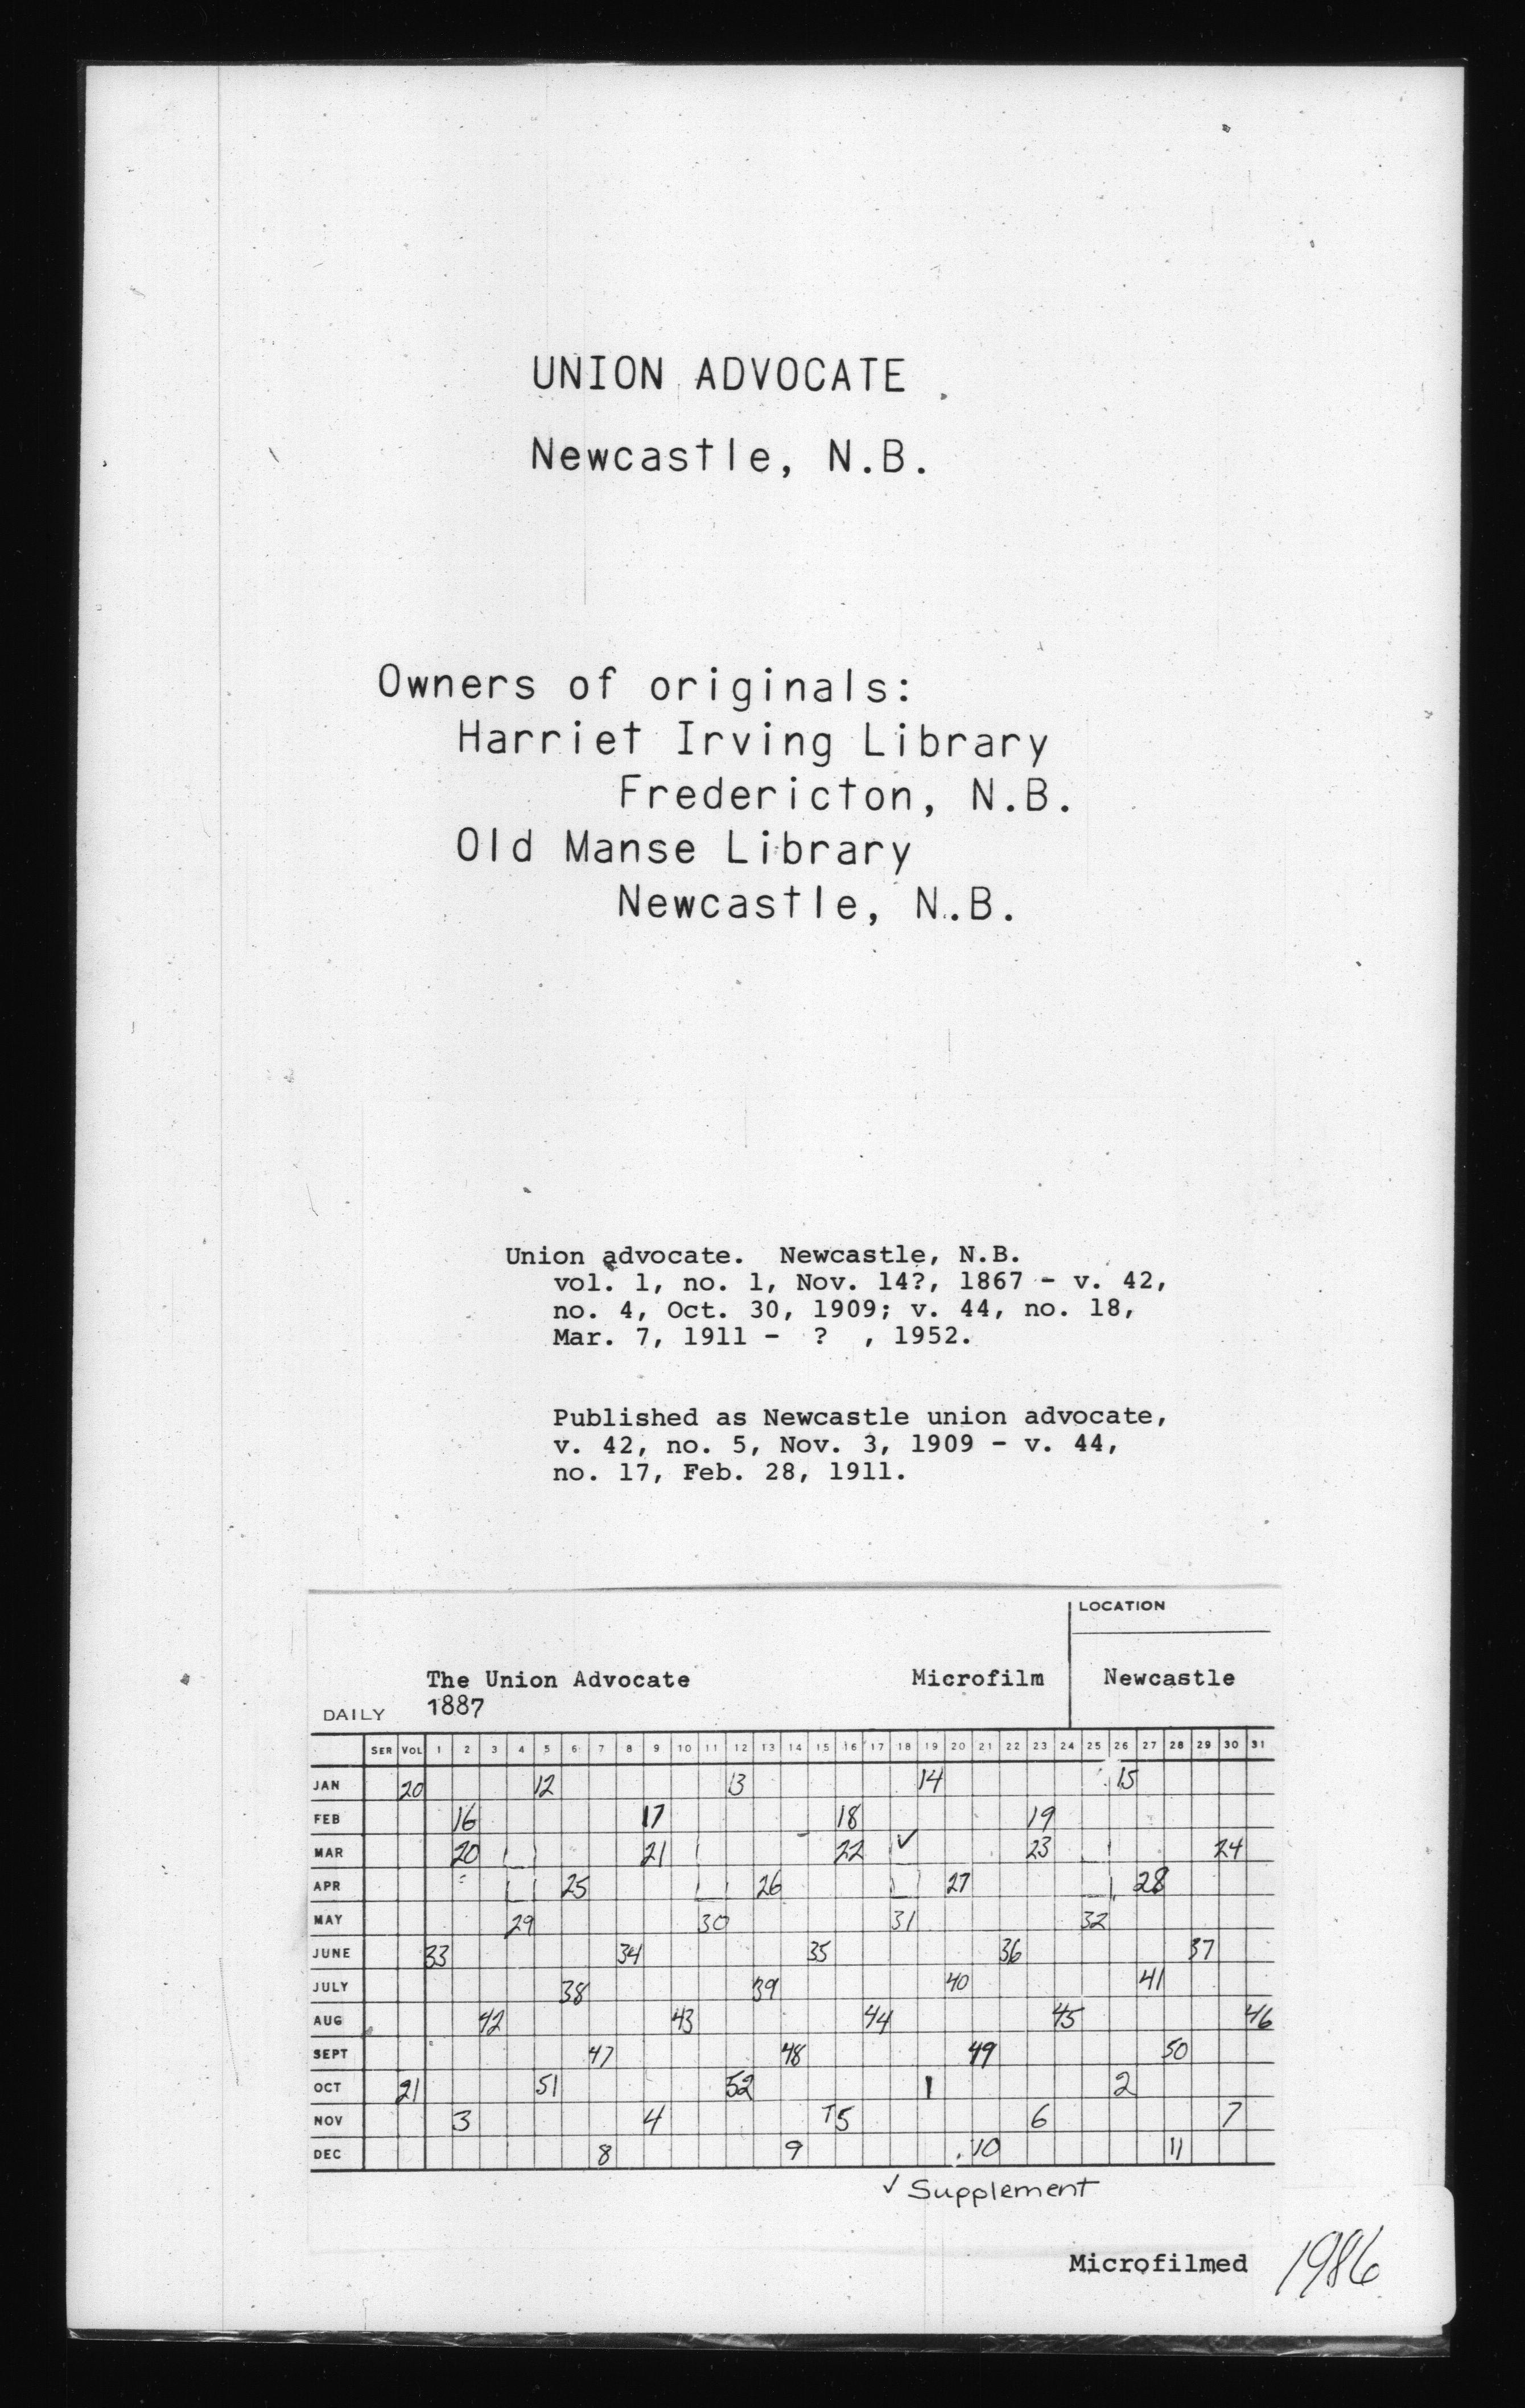 UNION ADVOCATE
Newcastle, N.B.
Owners of originals:
Harriet Irving Library
Fredericton, N.B.
Old Manse Library
Newcastle, N.B.
Union advocate. Newcastle, N.B.
vol. 1, no. 1, Nov. 14?, 1867 - v. 42,
no. 4, Oct. 30, 1909; v. 44, no. 18,
Mar. 7, 1911 - ? , 1952.
Published as Newcastle union advocate,
v. 42, no. 5, Nov. 3, 1909 - v. 44,
no. 17, Feb. 28, 1911.
LOCATION
The Union Advocate Microfilm Newcastle
DAILY 1887
SER VOL 1 2 3 4 5 6 7 8 9 10 11 12 13 14 15 16 17 18 19 20 21 22 23 24 25 26 27 28 29 30 31
JAN 20 12 13 14 15
FEB 16 17 18 19
MAR 20 21 22 ✓ 23 24
APR 25 26 27 28
MAY 29 30 31 32
JUNE 33 34 35 36 37
JULY 38 39 40 41
AUG 42 43 44 45 46
SEPT 47 48 49 50
OCT 21 51 52 1 2
NOV 3 4 T5 6 7
DEC 8 9 10 11
✓ Supplement
Microfilmed 1986